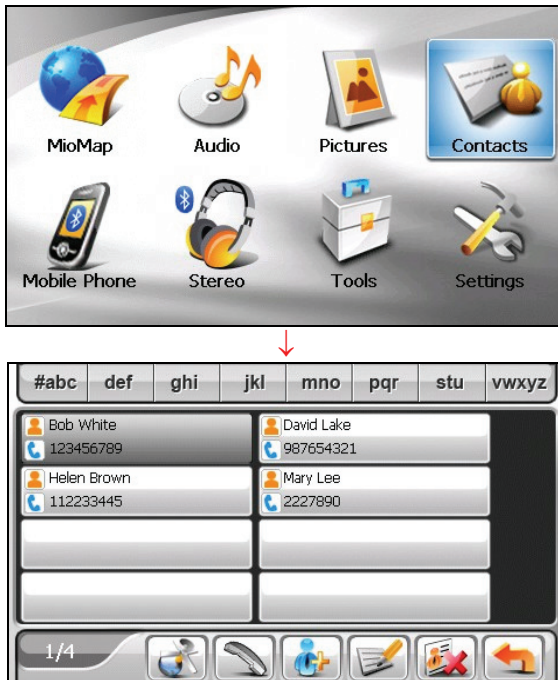 MioMap Audio Pictures Contacts
Mobile Phone Stereo Tools Settings
#abc def ghi jkl mno pqr stu vwxyz
Bob White David Lake
123456789 987654321
Helen Brown Mary Lee
112233445 2227890
1/4